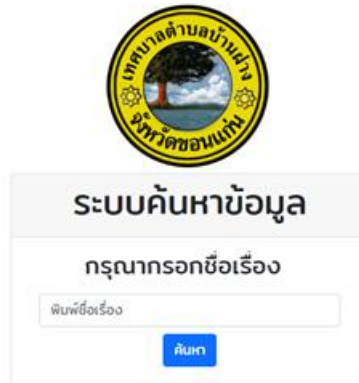 เทศบาลตำบลบ้านฝาง
จังหวัดขอนแก่น
ระบบค้นหาข้อมูล
กรุณากรอกชื่อเรื่อง
พิมพ์ชื่อเรื่อง
ค้นหา